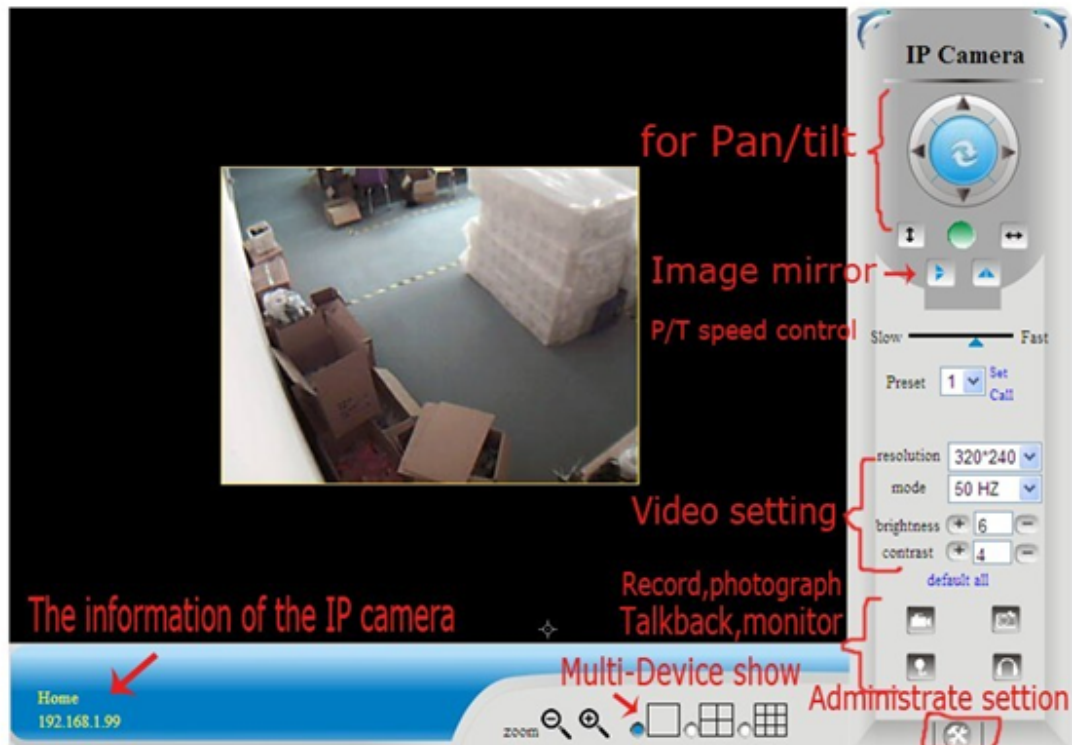 IP Camera
for Pan/tilt
Image mirror
P/T speed control
Slow
Fast
Preset
1
Set
Call
resolution
320*240
mode
50 HZ
Video setting
brightness
+
6
−
contrast
+
4
−
default all
Record,photograph
Talkback,monitor
The information of the IP camera
Multi-Device show
Administrate settion
Home
192.168.1.99
zoom